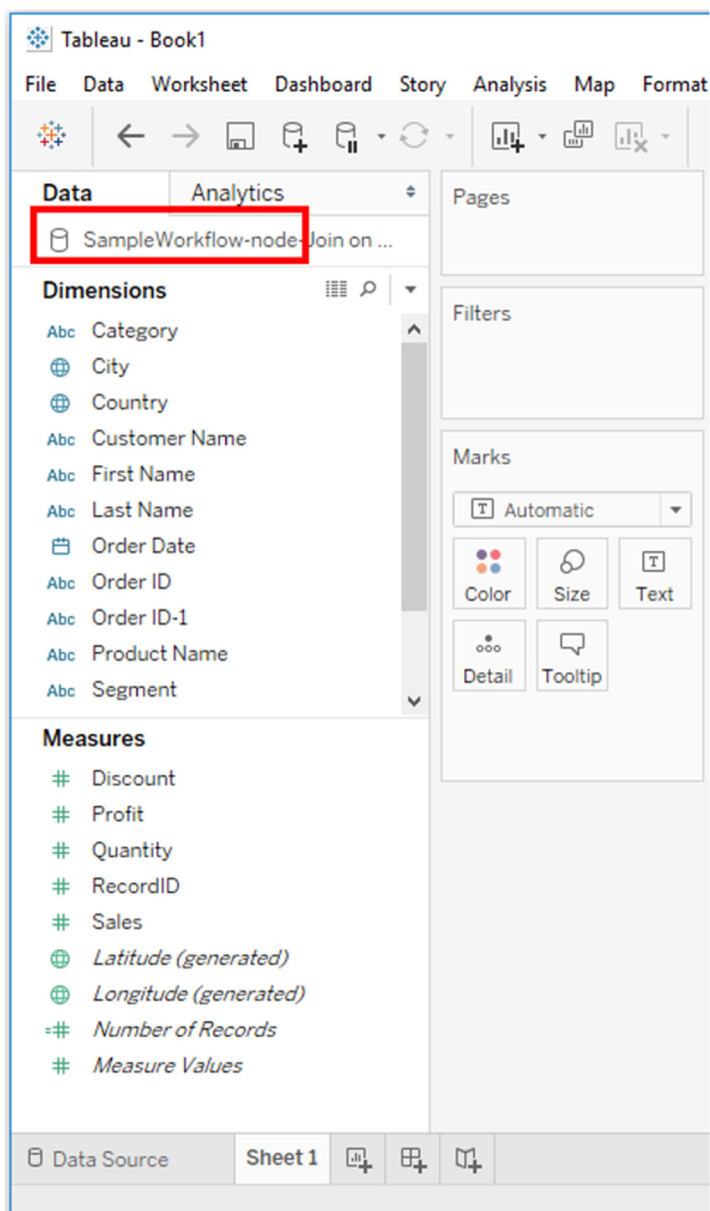 Tableau - Book1
File Data Worksheet Dashboard Story Analysis Map Format
Data Analytics
SampleWorkflow-node-Join on ...
Dimensions
Abc Category
City
Country
Abc Customer Name
Abc First Name
Abc Last Name
Order Date
Abc Order ID
Abc Order ID-1
Abc Product Name
Abc Segment
Measures
# Discount
# Profit
# Quantity
# RecordID
# Sales
Latitude (generated)
Longitude (generated)
=# Number of Records
# Measure Values
Pages
Filters
Marks
T Automatic
T
Color Size Text
Detail Tooltip
Data Source Sheet 1